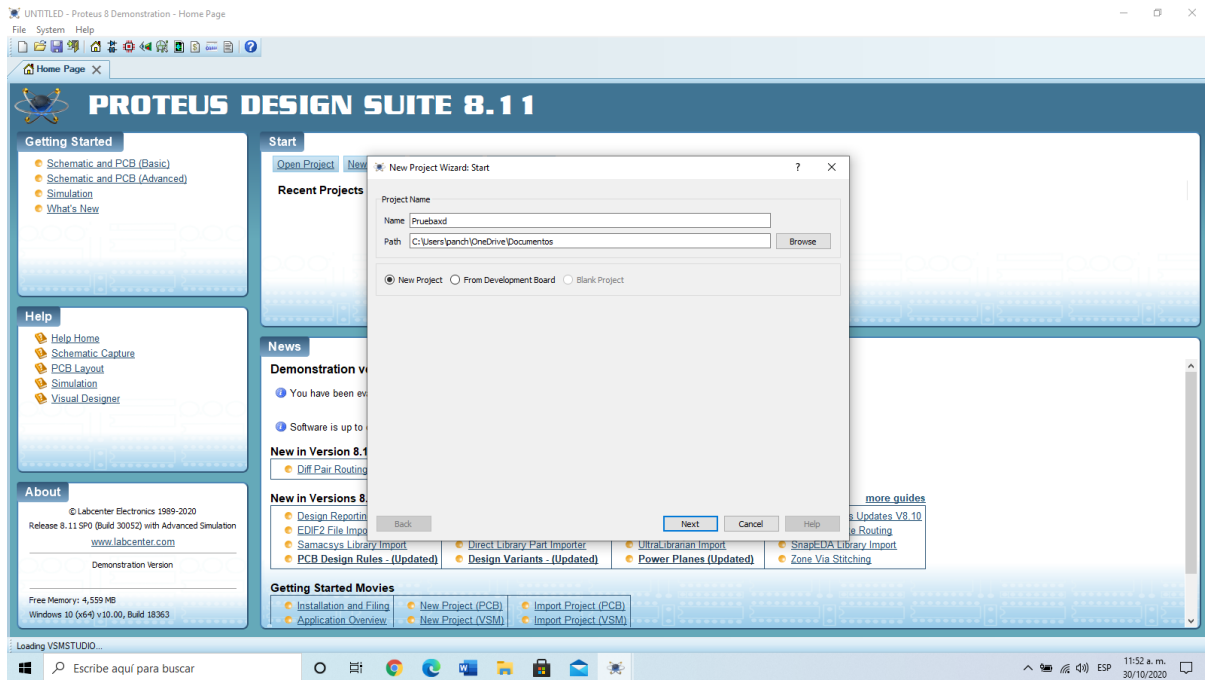 UNTITLED - Proteus 8 Demonstration - Home Page
File System Help
Home Page
PROTEUS DESIGN SUITE 8.11
Getting Started
Schematic and PCB (Basic)
Schematic and PCB (Advanced)
Simulation
What's New
Start
Open Project New
Recent Projects
New Project Wizard: Start
Project Name
Name Pruebaxd
Path C:\Users\panch\OneDrive\Documentos Browse
New Project From Development Board Blank Project
Back Next Cancel Help
Help
Help Home
Schematic Capture
PCB Layout
Simulation
Visual Designer
News
Demonstration v
You have been ev
Software is up to
New in Version 8.1
Diff Pair Routing
New in Versions 8. more guides
Design Reportin s Updates V8.10
EDIF2 File Impo e Routing
Samacsys Library Import Direct Library Part Importer UltraLibrarian Import SnapEDA Library Import
PCB Design Rules - (Updated) Design Variants - (Updated) Power Planes (Updated) Zone Via Stitching
Getting Started Movies
Installation and Filing New Project (PCB) Import Project (PCB)
Application Overview New Project (VSM) Import Project (VSM)
About
© Labcenter Electronics 1989-2020
Release 8.11 SP0 (Build 30052) with Advanced Simulation
www.labcenter.com
Demonstration Version
Free Memory: 4,559 MB
Windows 10 (x64) v10.00, Build 18363
Loading VSMSTUDIO...
Escribe aquí para buscar
ESP
11:52 a. m.
30/10/2020